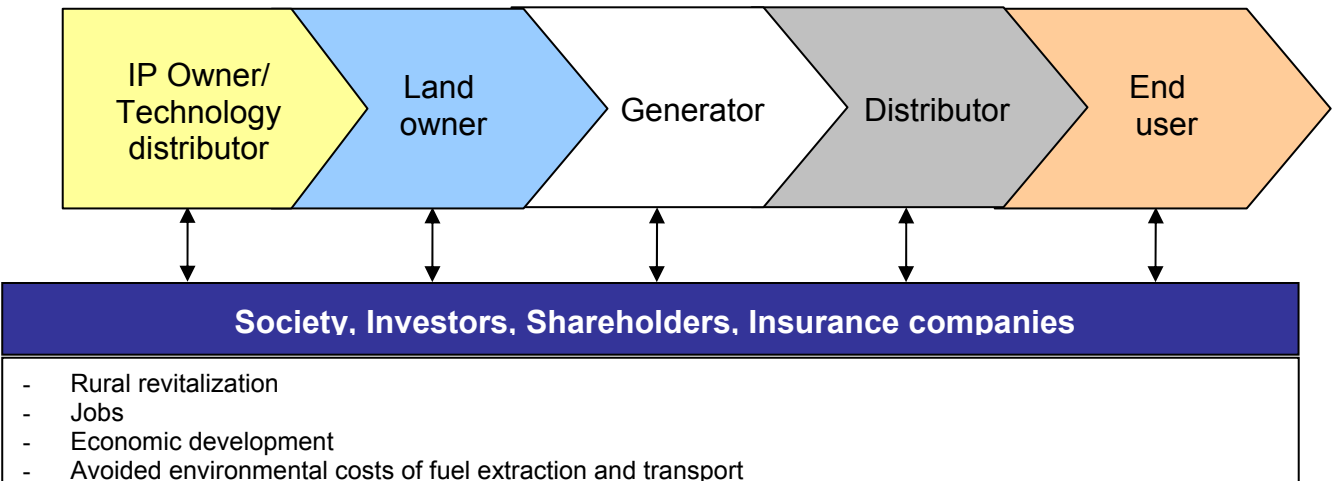 IP Owner/
Technology
distributor
Land
owner
Generator
Distributor
End
user
Society, Investors, Shareholders, Insurance companies
- Rural revitalization
- Jobs
- Economic development
- Avoided environmental costs of fuel extraction and transport